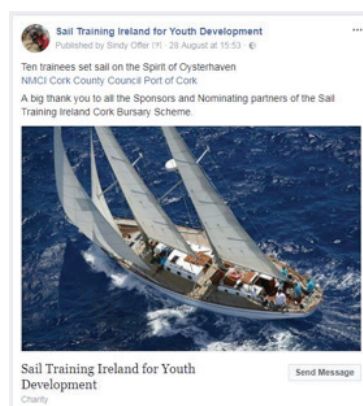 Sail Training Ireland for Youth Development
Published by Sindy Offer [?] · 28 August at 15:53 ·
Ten trainees set sail on the Spirit of Oysterhaven
NMCI Cork County Council Port of Cork
A big thank you to all the Sponsors and Nominating partners of the Sail
Training Ireland Cork Bursary Scheme.
Sail Training Ireland for Youth
Development
Send Message
Charity